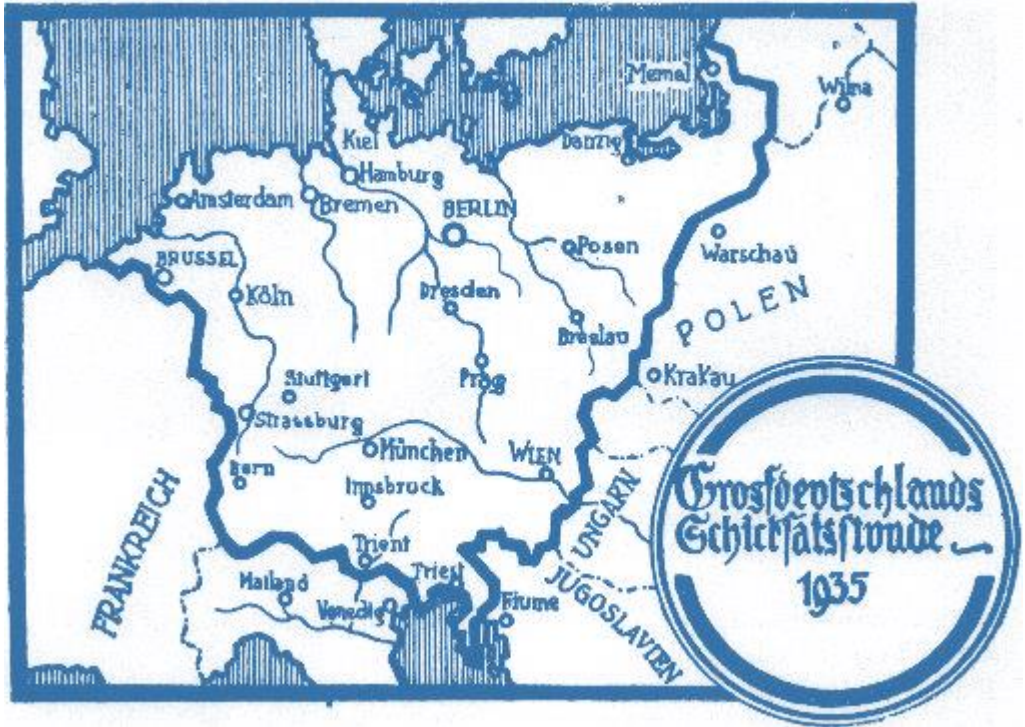 Memel
Wilna
Kiel
Danzig
Hamburg
Amsterdam
Bremen
BERLIN
Posen
Warschau
BRÜSSEL
Köln
Dresden
Breslau
POLEN
Stuttgart
Prag
Krakau
Strassburg
München
WIEN
Bern
Innsbruck
FRANKREICH
UNGARN
Trient
Triest
JUGOSLAVIEN
Mailand
Venedig
Fiume
Grossdeutschlands
Schicksalsstunde
1935